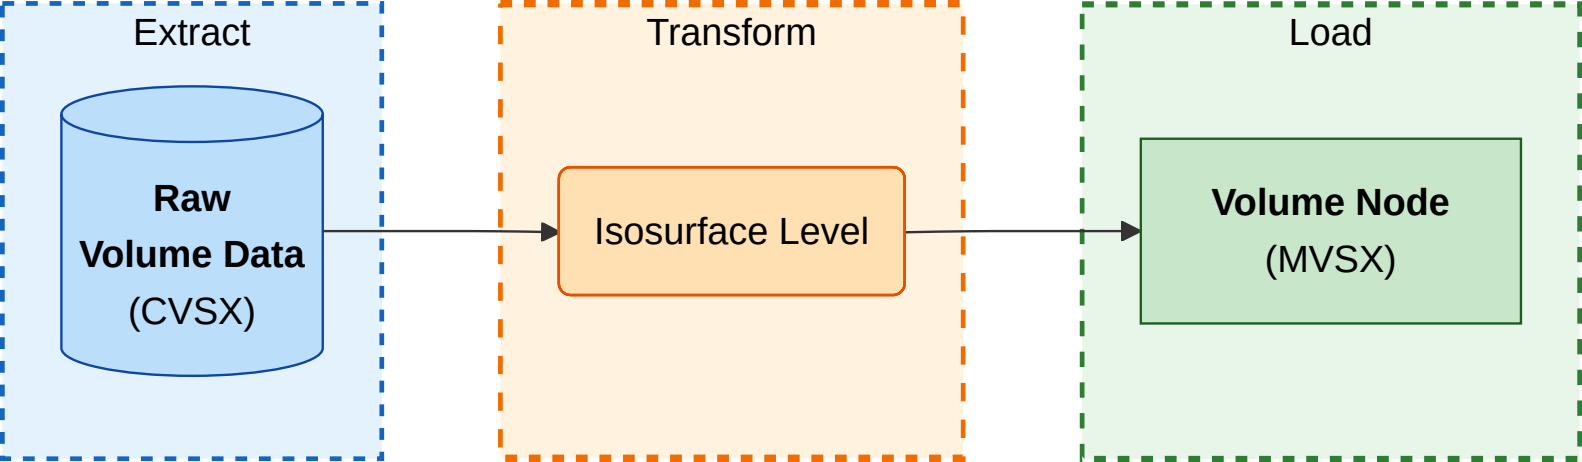 Extract
Raw
Volume Data
(CVSX)
Transform
Isosurface Level
Load
Volume Node
(MVSX)